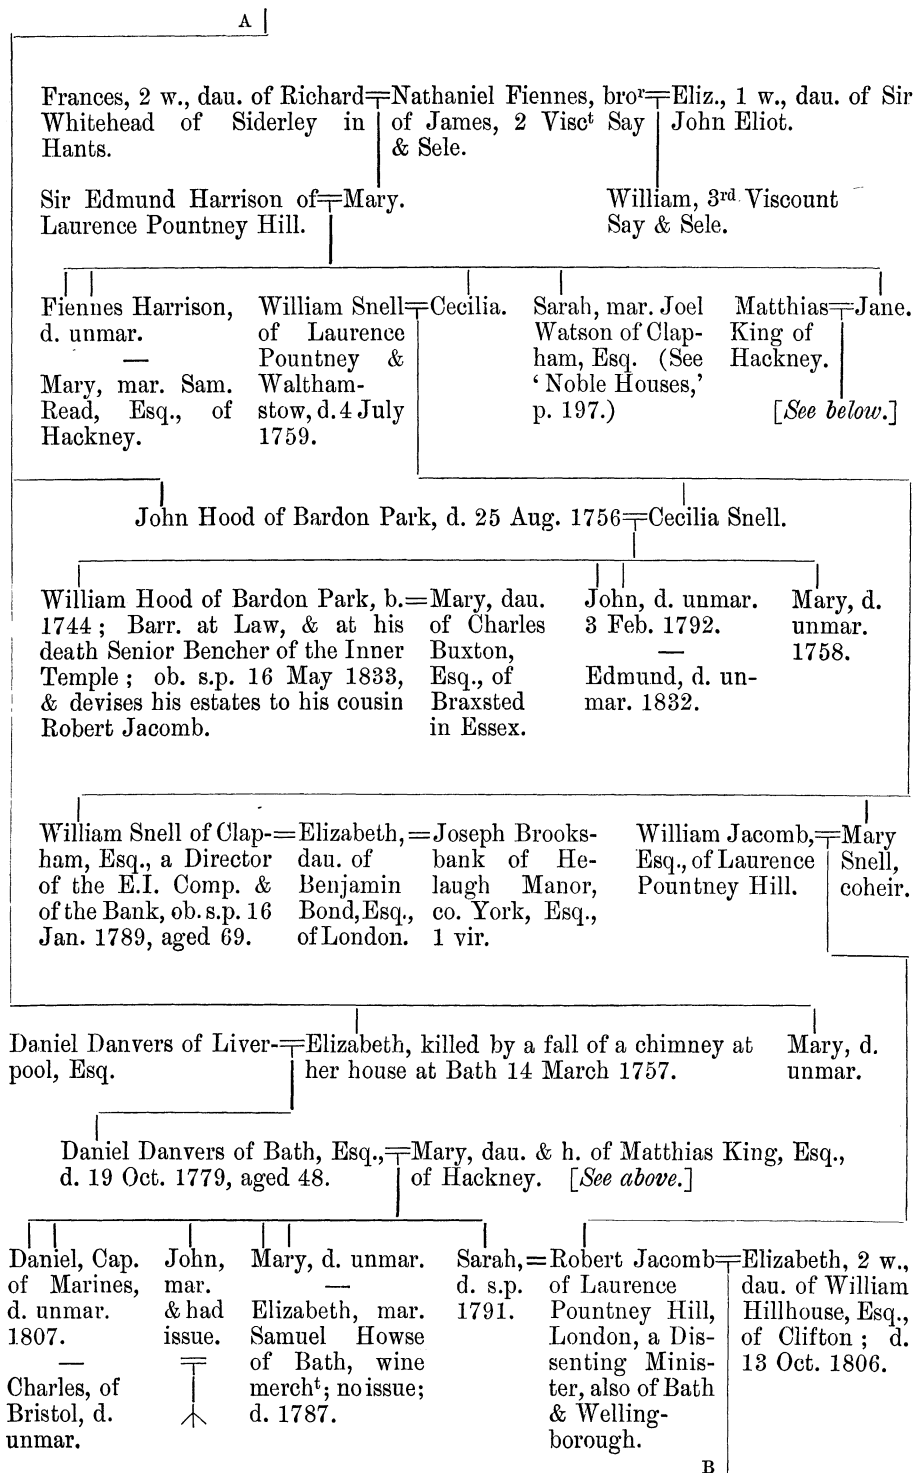 A
Frances, 2 w., dau. of Richard
Whitehead of Siderley in
Hants.
Nathaniel Fiennes, broʳ
of James, 2 Viscᵗ Say
& Sele.
Eliz., 1 w., dau. of Sir
John Eliot.
Sir Edmund Harrison of
Laurence Pountney Hill.
Mary.
William, 3ʳᵈ Viscount
Say & Sele.
Fiennes Harrison,
d. unmar.
—
Mary, mar. Sam.
Read, Esq., of
Hackney.
William Snell
of Laurence
Pountney &
Waltham-
stow, d. 4 July
1759.
Cecilia.
Sarah, mar. Joel
Watson of Clap-
ham, Esq. (See
‘Noble Houses,’
p. 197.)
Matthias
King of
Hackney.
Jane.
[See below.]
John Hood of Bardon Park, d. 25 Aug. 1756
Cecilia Snell.
William Hood of Bardon Park, b.
1744 ; Barr. at Law, & at his
death Senior Bencher of the Inner
Temple ; ob. s.p. 16 May 1833,
& devises his estates to his cousin
Robert Jacomb.
=Mary, dau.
of Charles
Buxton,
Esq., of
Braxsted
in Essex.
John, d. unmar.
3 Feb. 1792.
—
Edmund, d. un-
mar. 1832.
Mary, d.
unmar.
1758.
William Snell of Clap-
ham, Esq., a Director
of the E.I. Comp. &
of the Bank, ob. s.p. 16
Jan. 1789, aged 69.
=Elizabeth,
dau. of
Benjamin
Bond, Esq.,
of London.
=Joseph Brooks-
bank of He-
laugh Manor,
co. York, Esq.,
1 vir.
William Jacomb,
Esq., of Laurence
Pountney Hill.
Mary
Snell,
coheir.
Daniel Danvers of Liver-
pool, Esq.
Elizabeth, killed by a fall of a chimney at
her house at Bath 14 March 1757.
Mary, d.
unmar.
Daniel Danvers of Bath, Esq.,
d. 19 Oct. 1779, aged 48.
Mary, dau. & h. of Matthias King, Esq.,
of Hackney. [See above.]
Daniel, Cap.
of Marines,
d. unmar.
1807.
—
Charles, of
Bristol, d.
unmar.
John,
mar.
& had
issue.
Mary, d. unmar.
—
Elizabeth, mar.
Samuel Howse
of Bath, wine
merchᵗ; no issue;
d. 1787.
Sarah,
d. s.p.
1791.
=Robert Jacomb
of Laurence
Pountney Hill,
London, a Dis-
senting Minis-
ter, also of Bath
& Welling-
borough.
Elizabeth, 2 w.,
dau. of William
Hillhouse, Esq.,
of Clifton ; d.
13 Oct. 1806.
B